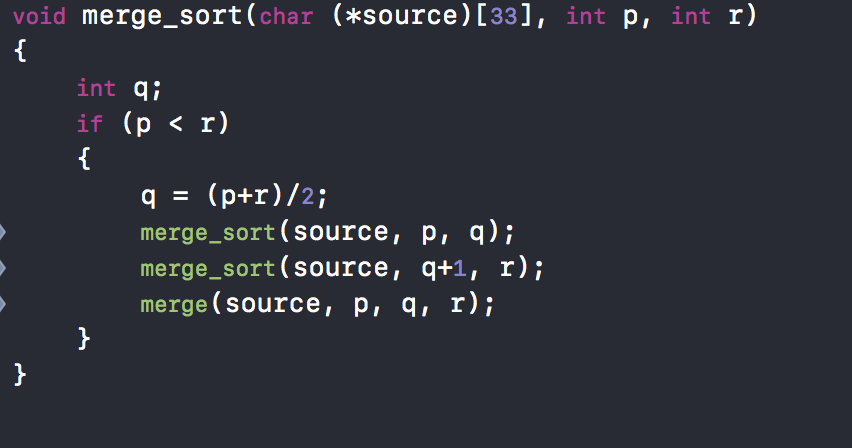 void merge_sort(char (*source)[33], int p, int r)
{
    int q;
    if (p < r)
    {
        q = (p+r)/2;
        merge_sort(source, p, q);
        merge_sort(source, q+1, r);
        merge(source, p, q, r);
    }
}